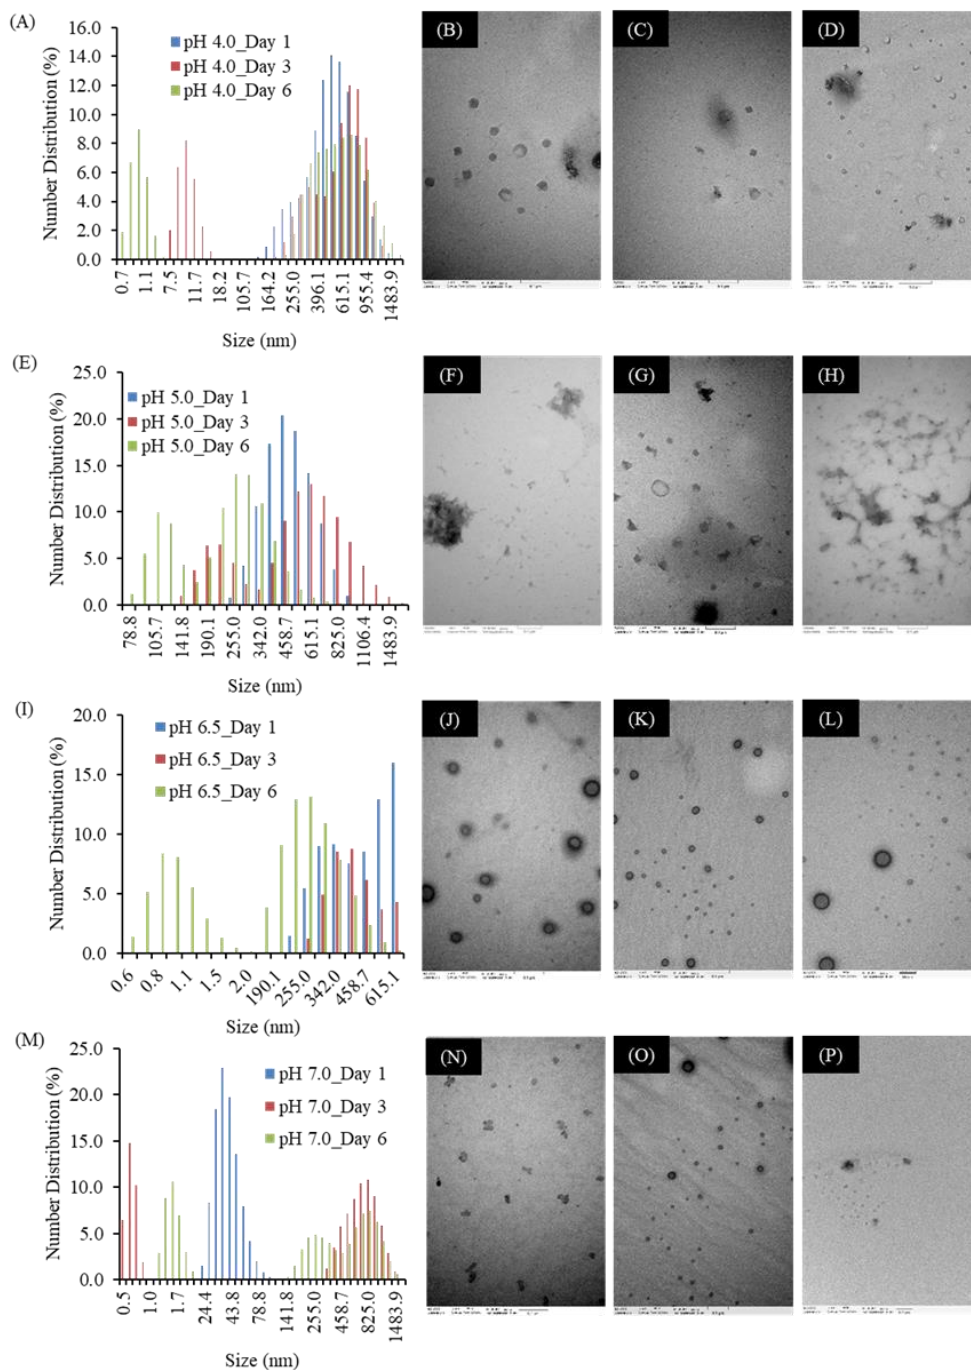 (A)
16.0
14.0
12.0
10.0
8.0
6.0
4.0
2.0
0.0
Number Distribution (%)
pH 4.0_Day 1
pH 4.0_Day 3
pH 4.0_Day 6
0.7
1.1
7.5
11.7
18.2
105.7
164.2
255.0
396.1
615.1
955.4
1483.9
Size (nm)
(B)
(C)
(D)
(E)
25.0
20.0
15.0
10.0
5.0
0.0
Number Distribution (%)
pH 5.0_Day 1
pH 5.0_Day 3
pH 5.0_Day 6
78.8
105.7
141.8
190.1
255.0
342.0
458.7
615.1
825.0
1106.4
1483.9
Size (nm)
(F)
(G)
(H)
(I)
20.0
15.0
10.0
5.0
0.0
Number Distribution (%)
pH 6.5_Day 1
pH 6.5_Day 3
pH 6.5_Day 6
0.6
0.8
1.1
1.5
2.0
190.1
255.0
342.0
458.7
615.1
Size (nm)
(J)
(K)
(L)
(M)
25.0
20.0
15.0
10.0
5.0
0.0
Number Distribution (%)
pH 7.0_Day 1
pH 7.0_Day 3
pH 7.0_Day 6
0.5
1.0
1.7
24.4
43.8
78.8
141.8
255.0
458.7
825.0
1483.9
Size (nm)
(N)
(O)
(P)